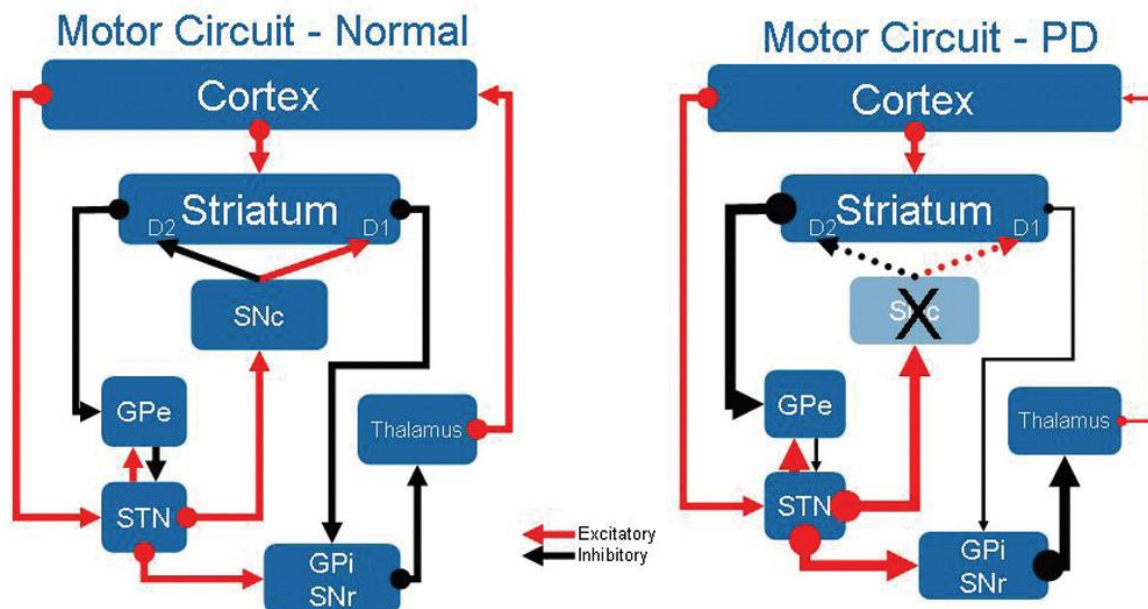 Motor Circuit - Normal
Cortex
Striatum
D2
D1
SNc
GPe
Thalamus
STN
GPi
SNr
Excitatory
Inhibitory
Motor Circuit - PD
Cortex
Striatum
D2
D1
GPe
Thalamus
STN
GPi
SNr